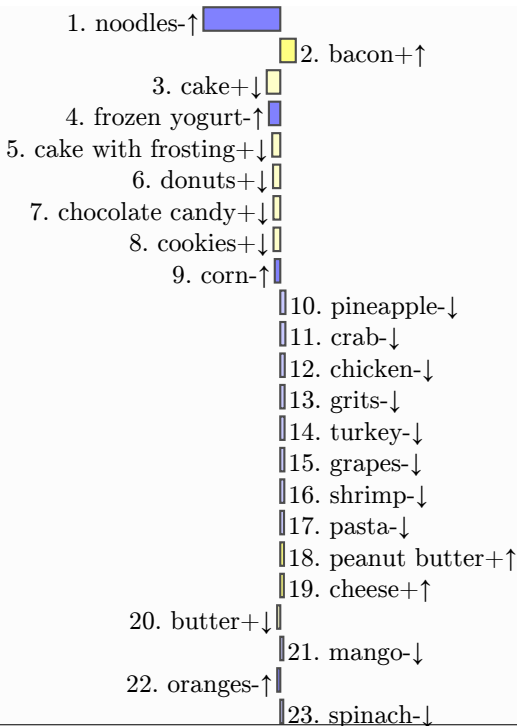 1. noodles-↑
2. bacon+↑
3. cake+↓
4. frozen yogurt-↑
5. cake with frosting+↓
6. donuts+↓
7. chocolate candy+↓
8. cookies+↓
9. corn-↑
10. pineapple-↓
11. crab-↓
12. chicken-↓
13. grits-↓
14. turkey-↓
15. grapes-↓
16. shrimp-↓
17. pasta-↓
18. peanut butter+↑
19. cheese+↑
20. butter+↓
21. mango-↓
22. oranges-↑
23. spinach-↓